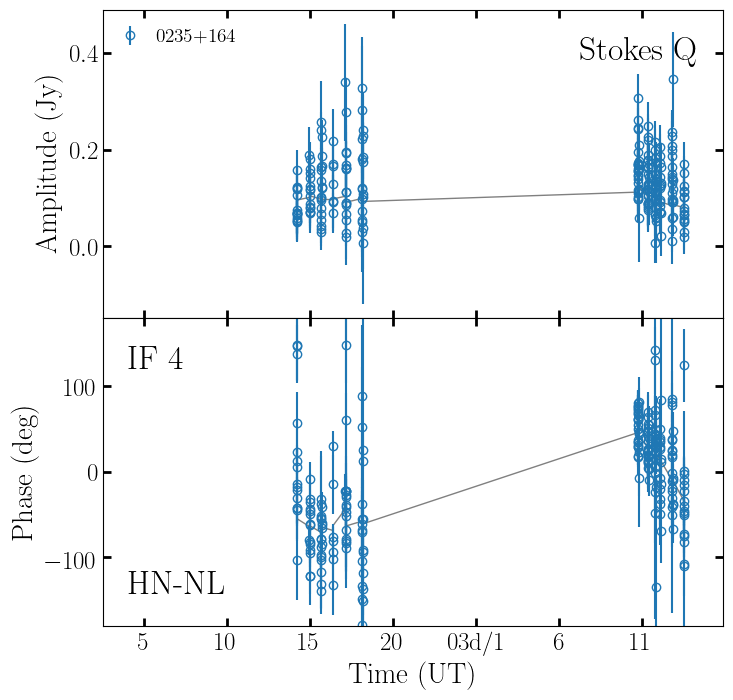 0235+164
Stokes Q
0.4
0.2
0.0
Amplitude (Jy)
IF 4
100
0
−100
Phase (deg)
HN-NL
5 10 15 20 03d/1 6 11
Time (UT)